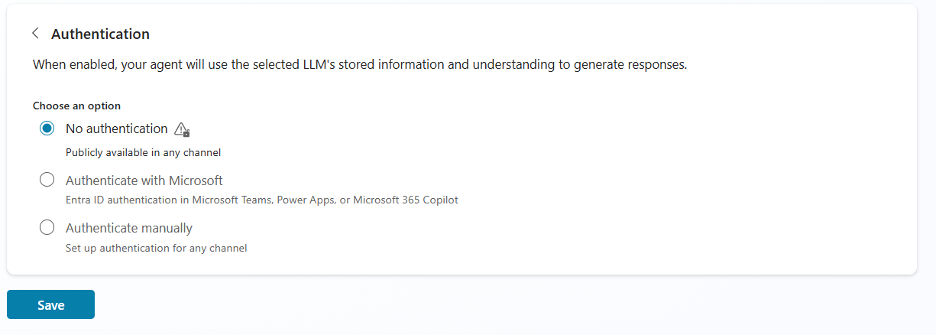 Authentication
When enabled, your agent will use the selected LLM's stored information and understanding to generate responses.
Choose an option
No authentication
Publicly available in any channel
Authenticate with Microsoft
Entra ID authentication in Microsoft Teams, Power Apps, or Microsoft 365 Copilot
Authenticate manually
Set up authentication for any channel
Save